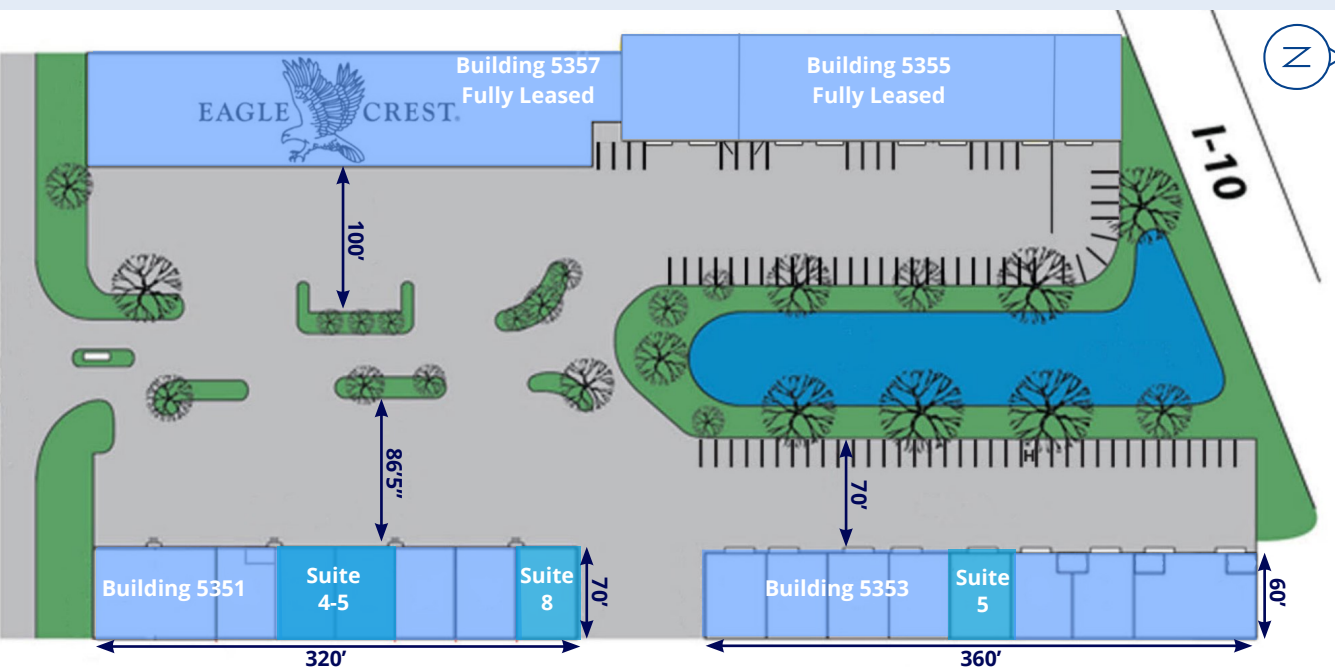 Building 5357
Fully Leased
Building 5355
Fully Leased
N
EAGLE CREST®
I-10
100'
86'5"
H
70'
Building 5351
Suite
4-5
Suite
8
70'
Building 5353
Suite
5
60'
320'
360'